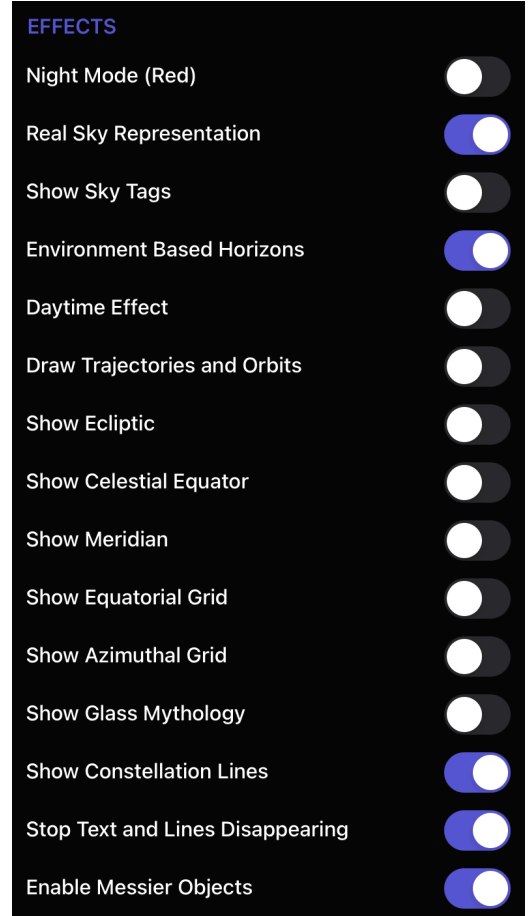 EFFECTS
Night Mode (Red)
Real Sky Representation
Show Sky Tags
Environment Based Horizons
Daytime Effect
Draw Trajectories and Orbits
Show Ecliptic
Show Celestial Equator
Show Meridian
Show Equatorial Grid
Show Azimuthal Grid
Show Glass Mythology
Show Constellation Lines
Stop Text and Lines Disappearing
Enable Messier Objects